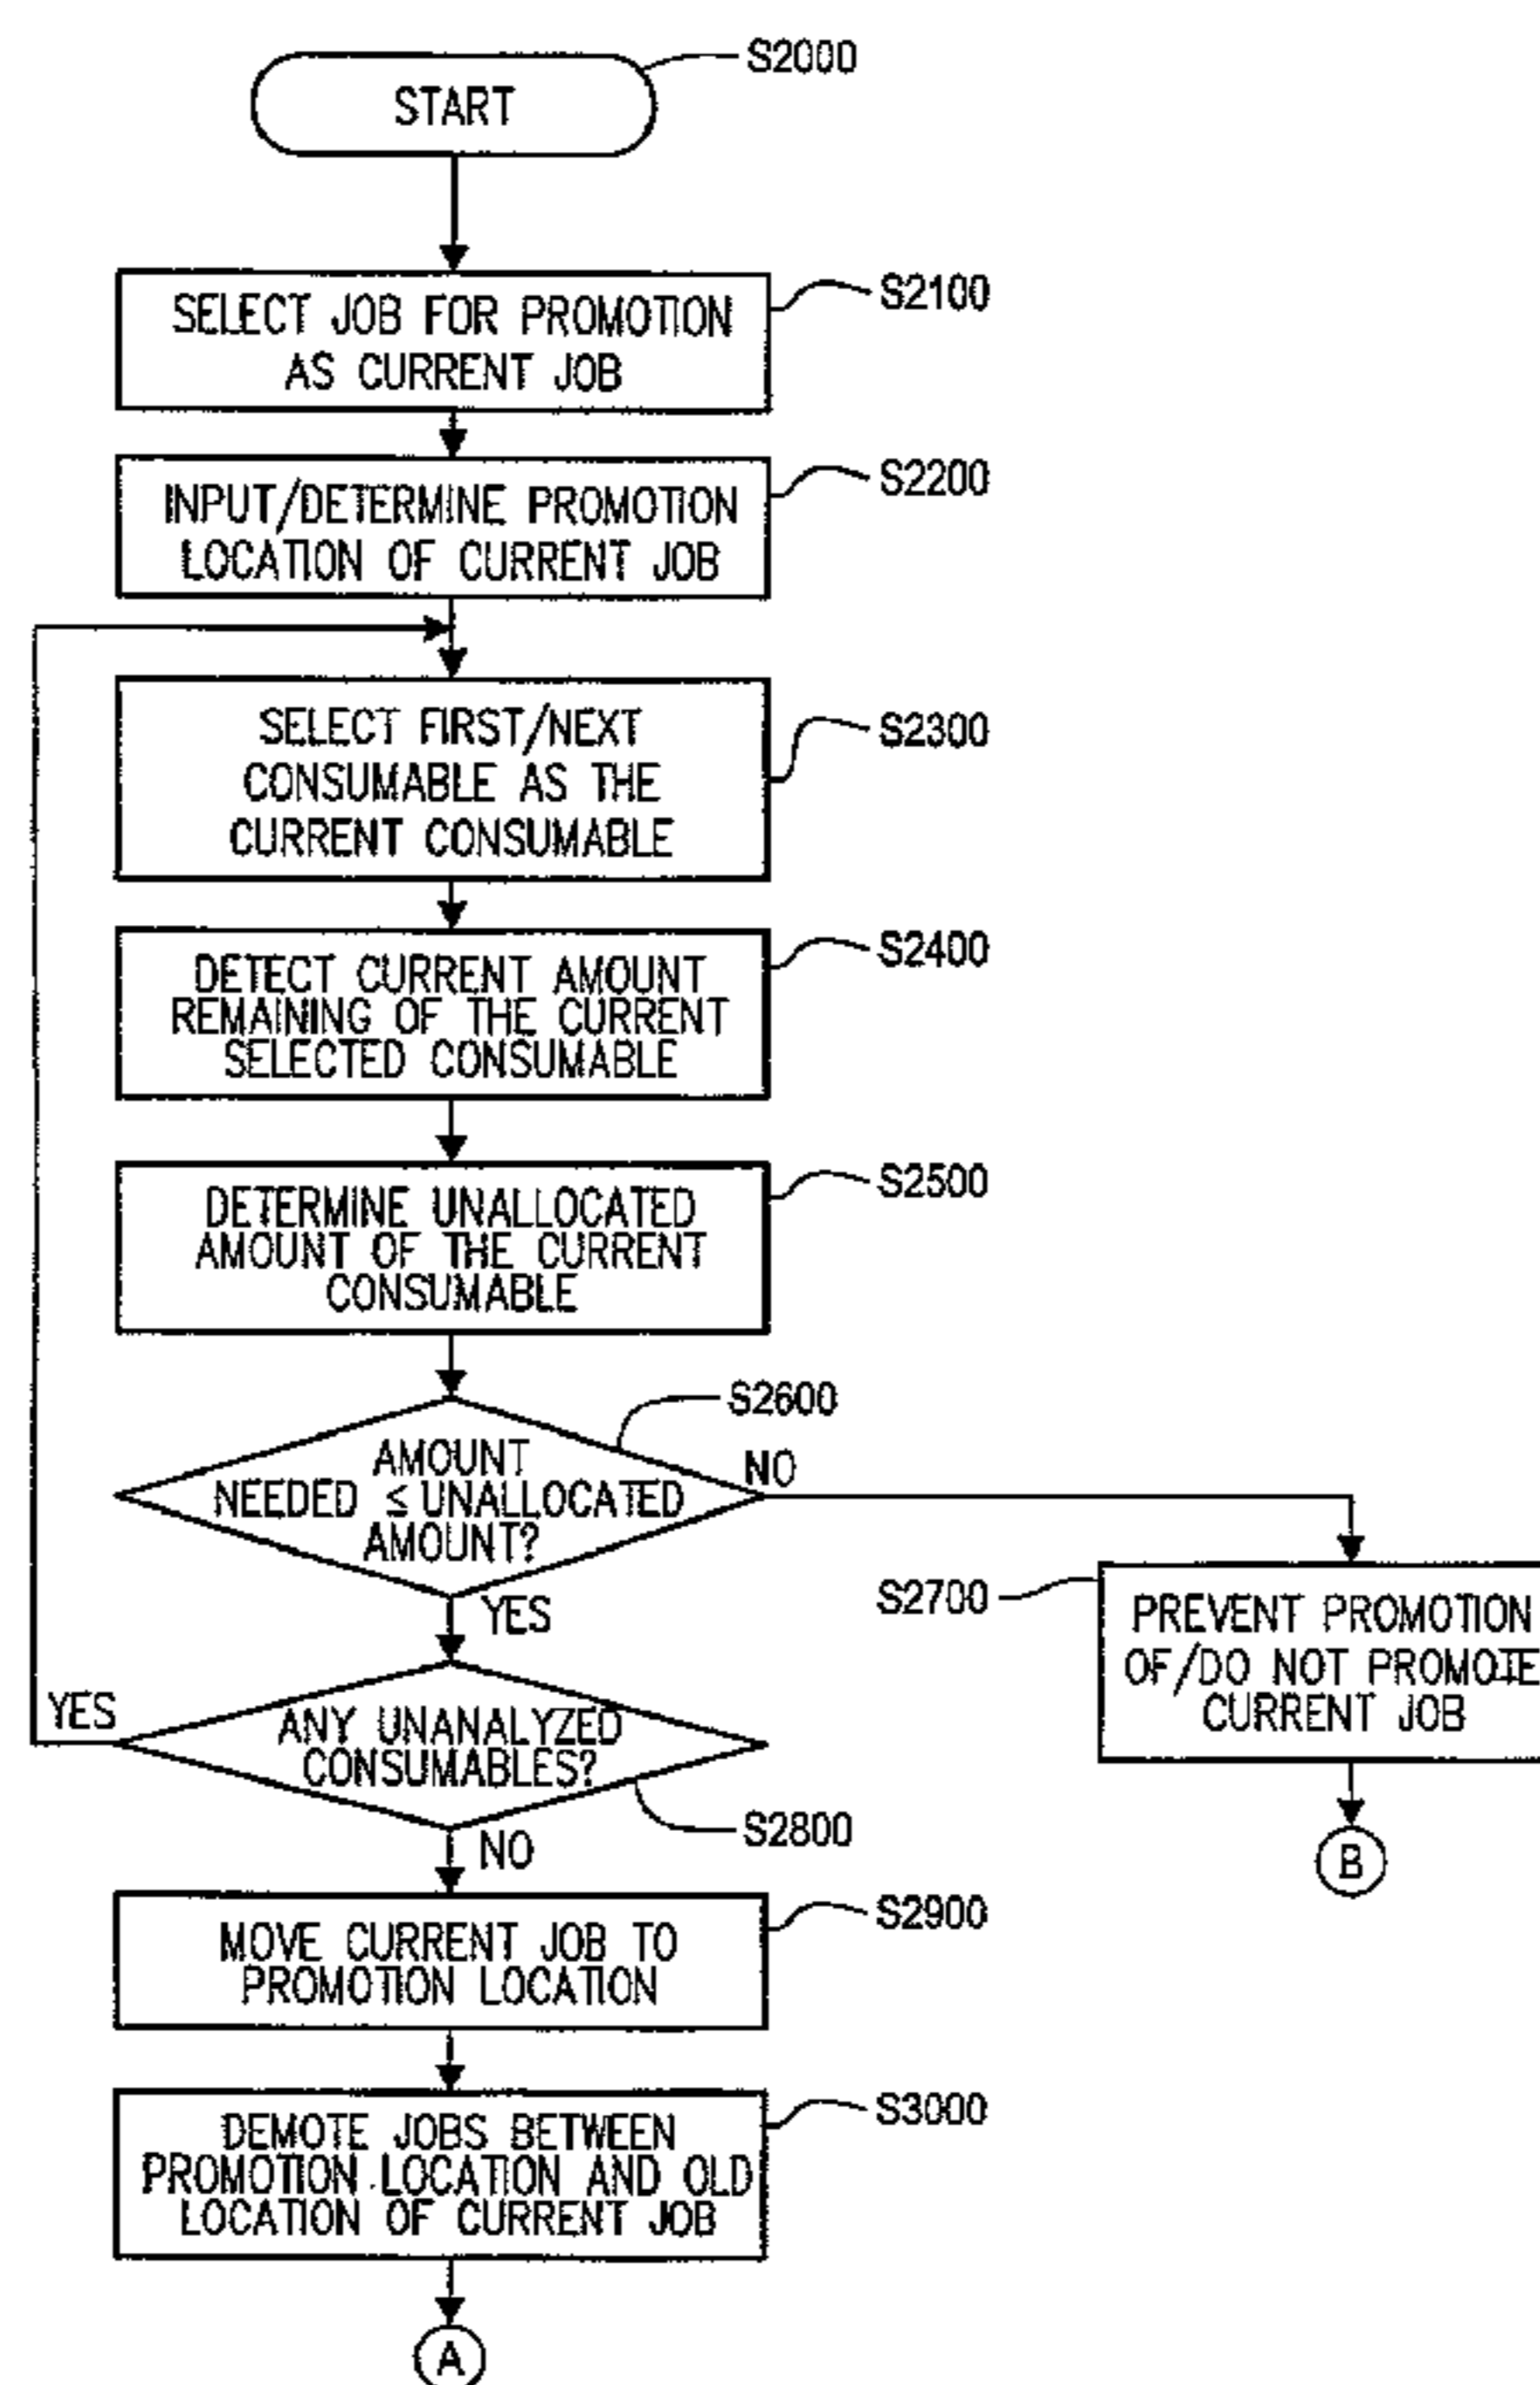 START
S2000
SELECT JOB FOR PROMOTION
AS CURRENT JOB
S2100
INPUT/DETERMINE PROMOTION
LOCATION OF CURRENT JOB
S2200
SELECT FIRST/NEXT
CONSUMABLE AS THE
CURRENT CONSUMABLE
S2300
DETECT CURRENT AMOUNT
REMAINING OF THE CURRENT
SELECTED CONSUMABLE
S2400
DETERMINE UNALLOCATED
AMOUNT OF THE CURRENT
CONSUMABLE
S2500
AMOUNT
NEEDED ≤ UNALLOCATED
AMOUNT?
S2600
NO
YES
S2700
PREVENT PROMOTION
OF/DO NOT PROMOTE
CURRENT JOB
B
ANY UNANALYZED
CONSUMABLES?
YES
S2800
NO
MOVE CURRENT JOB TO
PROMOTION LOCATION
S2900
DEMOTE JOBS BETWEEN
PROMOTION LOCATION AND OLD
LOCATION OF CURRENT JOB
S3000
A